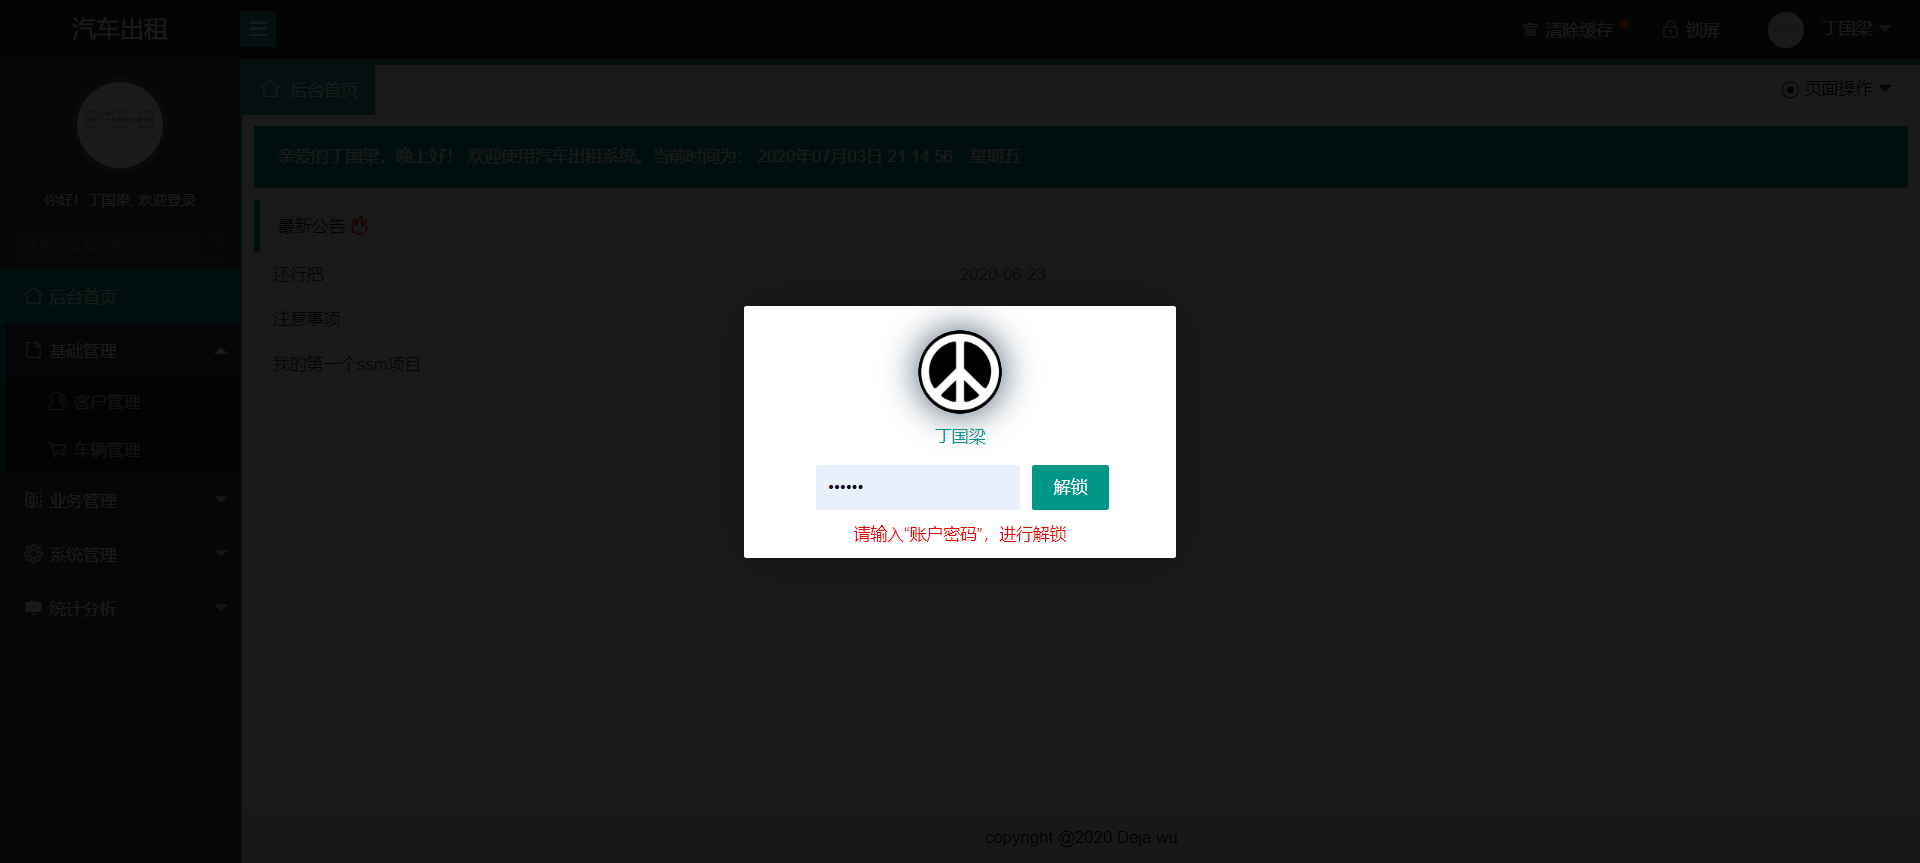 汽车出租
清除缓存
锁屏
丁国梁
后台首页
页面操作
亲爱的丁国梁，晚上好！ 欢迎使用汽车出租系统。当前时间为： 2020年07月03日 21:14:56 星期五
你好！丁国梁, 欢迎登录
最新公告
还行把 2020-06-23
注意事项
我的第一个ssm项目
后台首页
基础管理
客户管理
车辆管理
业务管理
系统管理
统计分析
丁国梁
••••••
解锁
请输入“账户密码”，进行解锁
copyright @2020 Deja wu